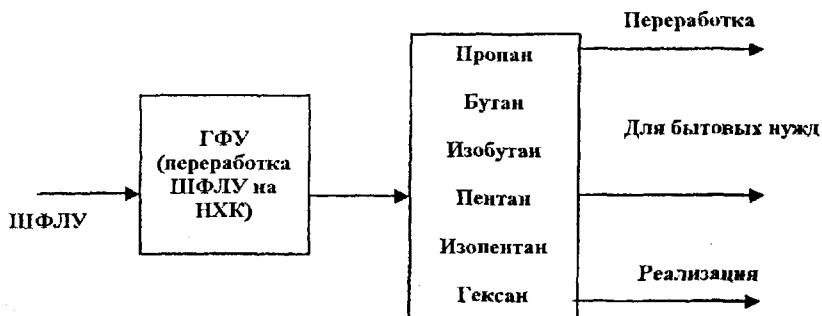 ШФЛУ
ГФУ
(переработка
ШФЛУ на
НХК)
Пропан
Бутан
Изобутан
Пентан
Изопентан
Гексан
Переработка
Для бытовых нужд
Реализация